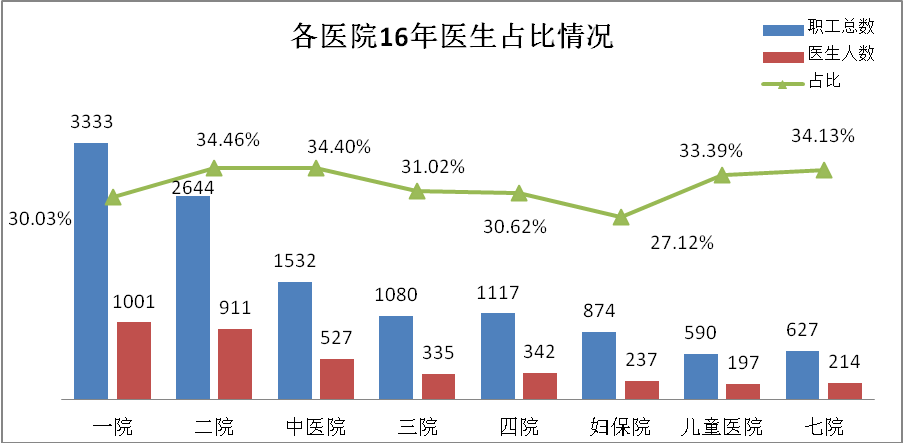 各医院16年医生占比情况
职工总数
医生人数
占比
3333
34.46%
34.40%
34.13%
31.02%
33.39%
30.03%
2644
30.62%
27.12%
1532
1080
1117
874
1001
911
590
627
527
335
342
237
197
214
一院
二院
中医院
三院
四院
妇保院
儿童医院
七院